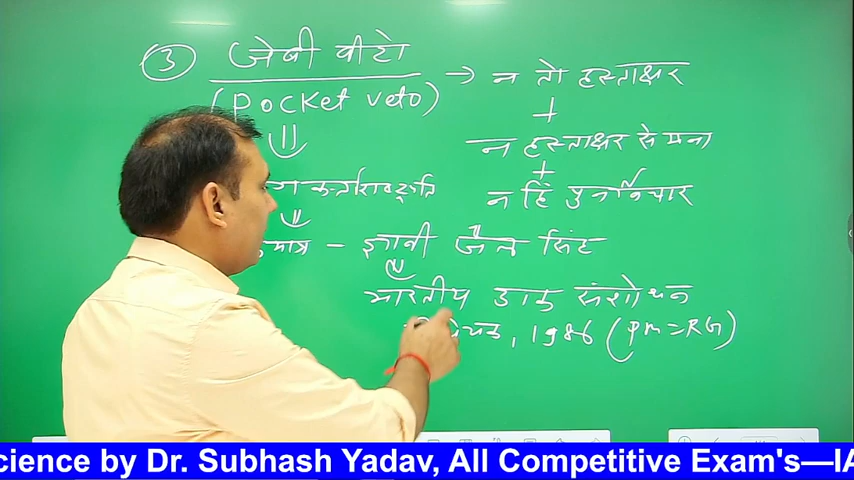 ③ जेबी वीटो
(Pocket veto) → न तो हस्ताक्षर
+
न हस्ताक्षर से मना
+
न हिं पुनर्विचार
– ज्ञानी जैल सिंह
भारतीय डाक संशोधन
, 1986 (PM = RG)
cience by Dr. Subhash Yadav, All Competitive Exam's—IA